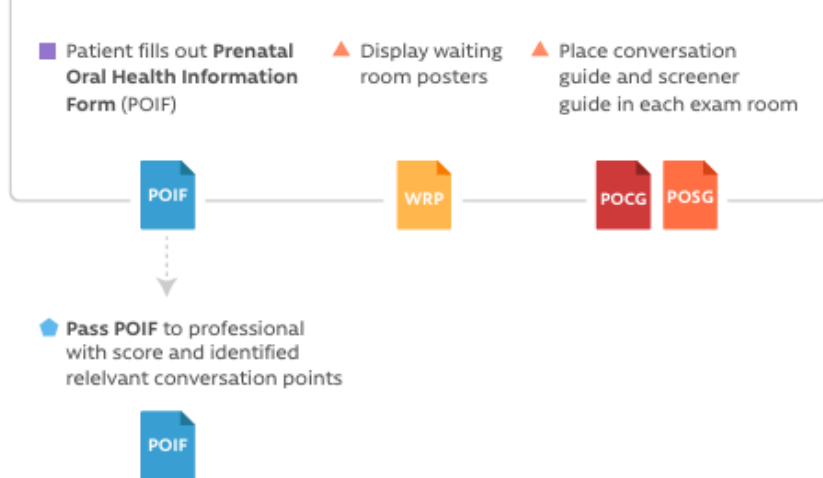 Patient fills out Prenatal
Oral Health Information
Form (POIF)
Display waiting
room posters
Place conversation
guide and screener
guide in each exam room
POIF
WRP
POCG
POSG
Pass POIF to professional
with score and identified
relelvant conversation points
POIF